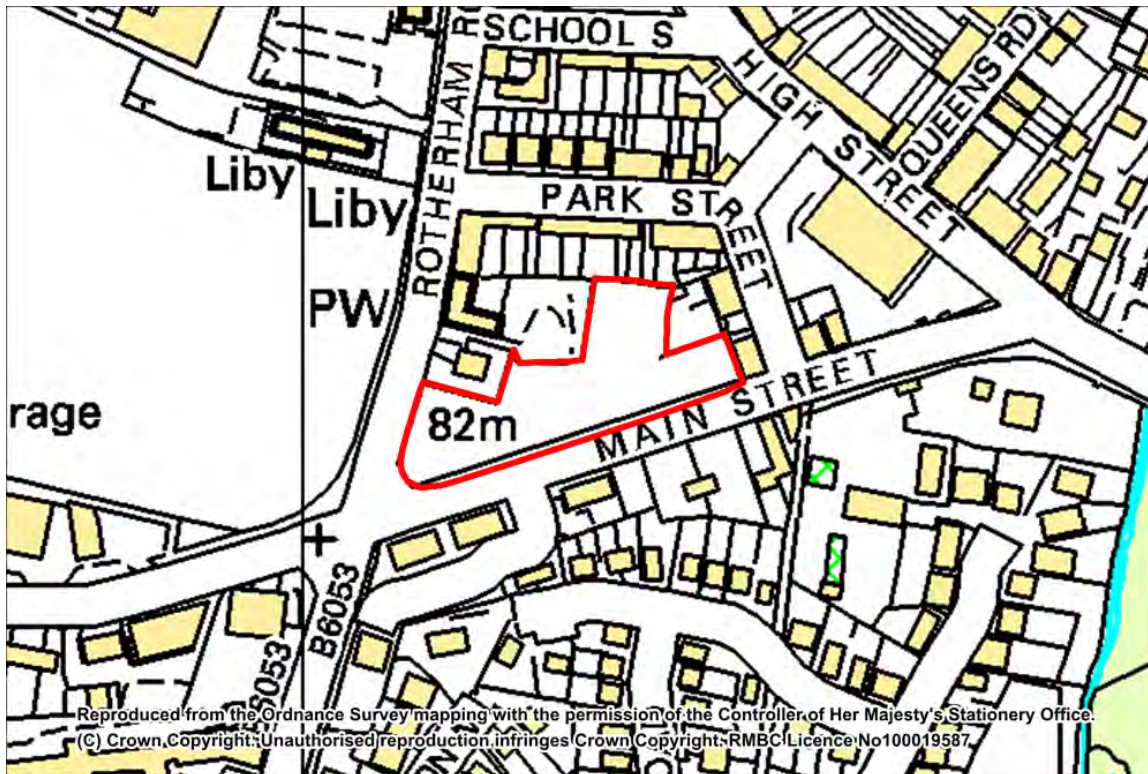 SCHOOL S
ROTHERHAM RO
HIGH STREET
QUEENS RD
Liby
Liby
PARK STREET
STREET
PW
rage
82m
MAIN STREET
B6053
6053
Reproduced from the Ordnance Survey mapping with the permission of the Controller of Her Majesty's Stationery Office.
(C) Crown Copyright. Unauthorised reproduction infringes Crown Copyright. RMBC Licence No100019587.